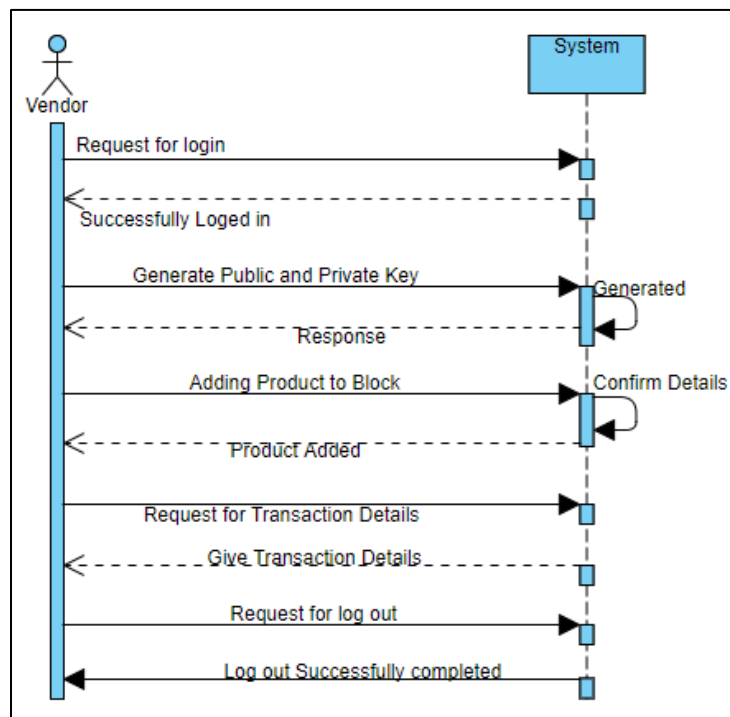 System
Vendor
Request for login
Successfully Loged in
Generate Public and Private Key
Generated
Response
Adding Product to Block
Confirm Details
Product Added
Request for Transaction Details
Give Transaction Details
Request for log out
Log out Successfully completed